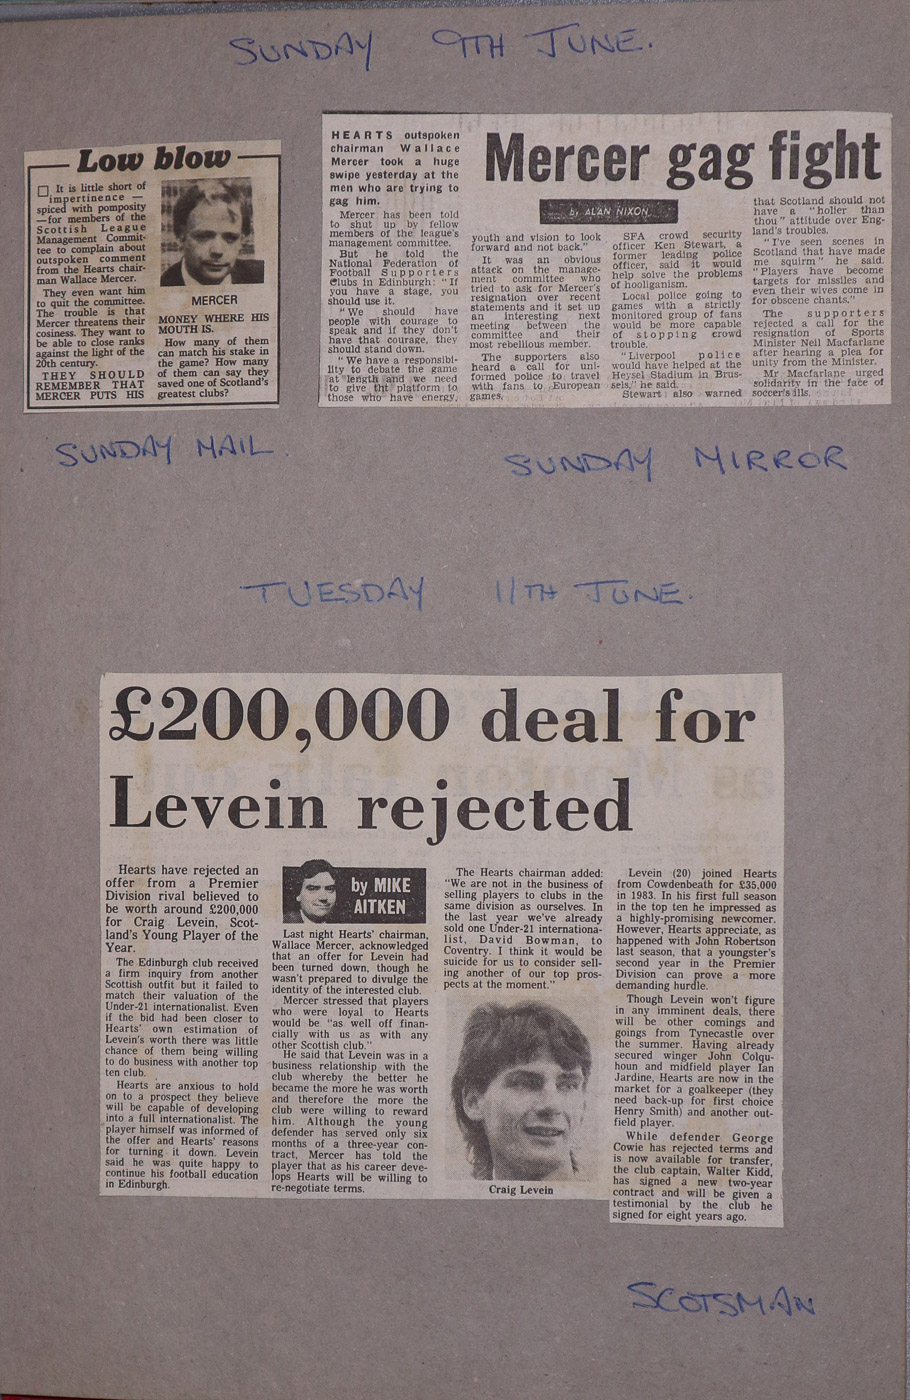 SUNDAY 9TH JUNE.
Low blow
□ It is little short of
impertinence —
spiced with pomposity
—for members of the
Scottish League
Management Commit-
tee to complain about
outspoken comment
from the Hearts chair-
man Wallace Mercer.
They even want him
to quit the committee.
The trouble is that
Mercer threatens their
cosiness. They want to
be able to close ranks
against the light of the
20th century.
THEY SHOULD
REMEMBER THAT
MERCER PUTS HIS
MERCER
MONEY WHERE HIS
MOUTH IS.
How many of them
can match his stake in
the game? How many
of them can say they
saved one of Scotland's
greatest clubs?
SUNDAY MAIL.
HEARTS outspoken
chairman Wallace
Mercer took a huge
swipe yesterday at the
men who are trying to
gag him.
Mercer has been told
to shut up by fellow
members of the league's
management committee.
But he told the
National Federation of
Football Supporters
Clubs in Edinburgh: "If
you have a stage, you
should use it.
"We should have
people with courage to
speak and if they don't
have that courage, they
should stand down.
"We have a responsibi-
lity to debate the game
at length and we need
to give tht platform to
those who have energy,
Mercer gag fight
by ALAN NIXON
youth and vision to look
forward and not back."
It was an obvious
attack on the manage-
ment committee who
tried to ask for Mercer's
resignation over recent
statements and it set up
an interesting next
meeting between the
committee and their
most rebellious member.
The supporters also
heard a call for uni-
formed police to travel
with fans to European
games.
SFA crowd security
officer Ken Stewart, a
former leading police
officer, said it would
help solve the problems
of hooliganism.
Local police going to
games with a strictly
monitored group of fans
would be more capable
of stopping crowd
trouble.
"Liverpool police
would have helped at the
Heysel Stadium in Brus-
sels," he said.
Stewart also warned
that Scotland should not
have a "holier than
thou" attitude over Eng-
land's troubles.
"I've seen scenes in
Scotland that have made
me squirm" he said.
"Players have become
targets for missiles and
even their wives come in
for obscene chants."
The supporters
rejected a call for the
resignation of Sports
Minister Neil Macfarlane
after hearing a plea for
unity from the Minister.
Mr Macfarlane urged
solidarity in the face of
soccer's ills.
SUNDAY MIRROR
TUESDAY 11TH JUNE.
£200,000 deal for
Levein rejected
Hearts have rejected an
offer from a Premier
Division rival believed to
be worth around £200,000
for Craig Levein, Scot-
land's Young Player of the
Year.
The Edinburgh club received
a firm inquiry from another
Scottish outfit but it failed to
match their valuation of the
Under-21 internationalist. Even
if the bid had been closer to
Hearts' own estimation of
Levein's worth there was little
chance of them being willing
to do business with another top
ten club.
Hearts are anxious to hold
on to a prospect they believe
will be capable of developing
into a full internationalist. The
player himself was informed of
the offer and Hearts' reasons
for turning it down. Levein
said he was quite happy to
continue his football education
in Edinburgh.
by MIKE
AITKEN
Last night Hearts' chairman,
Wallace Mercer, acknowledged
that an offer for Levein had
been turned down, though he
wasn't prepared to divulge the
identity of the interested club.
Mercer stressed that players
who were loyal to Hearts
would be "as well off finan-
cially with us as with any
other Scottish club."
He said that Levein was in a
business relationship with the
club whereby the better he
became the more he was worth
and therefore the more the
club were willing to reward
him. Although the young
defender has served only six
months of a three-year con-
tract, Mercer has told the
player that as his career deve-
lops Hearts will be willing to
re-negotiate terms.
The Hearts chairman added:
"We are not in the business of
selling players to clubs in the
same division as ourselves. In
the last year we've already
sold one Under-21 internationa-
list, David Bowman, to
Coventry. I think it would be
suicide for us to consider sell-
ing another of our top pros-
pects at the moment."
Craig Levein
Levein (20) joined Hearts
from Cowdenbeath for £35,000
in 1983. In his first full season
in the top ten he impressed as
a highly-promising newcomer.
However, Hearts appreciate, as
happened with John Robertson
last season, that a youngster's
second year in the Premier
Division can prove a more
demanding hurdle.
Though Levein won't figure
in any imminent deals, there
will be other comings and
goings from Tynecastle over
the summer. Having already
secured winger John Colqu-
houn and midfield player Ian
Jardine, Hearts are now in the
market for a goalkeeper (they
need back-up for first choice
Henry Smith) and another out-
field player.
While defender George
Cowie has rejected terms and
is now available for transfer,
the club captain, Walter Kidd,
has signed a new two-year
contract and will be given a
testimonial by the club he
signed for eight years ago.
SCOTSMAN